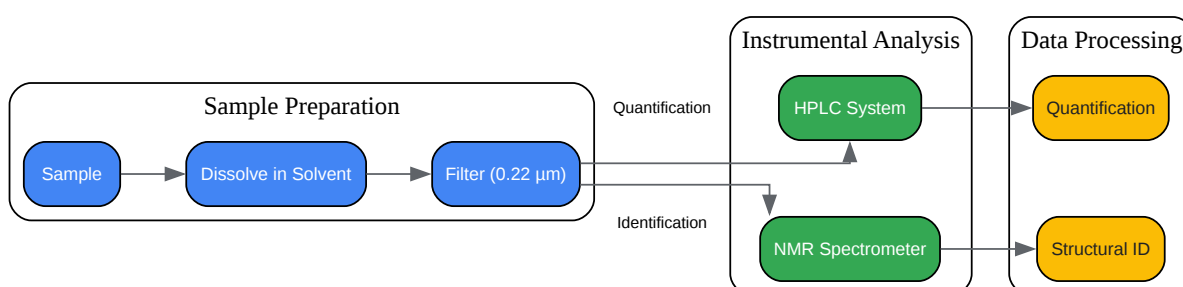 Instrumental Analysis
Data Processing
Sample Preparation
Quantification
HPLC System
Quantification
Sample
Dissolve in Solvent
Filter (0.22 µm)
Identification
NMR Spectrometer
Structural ID